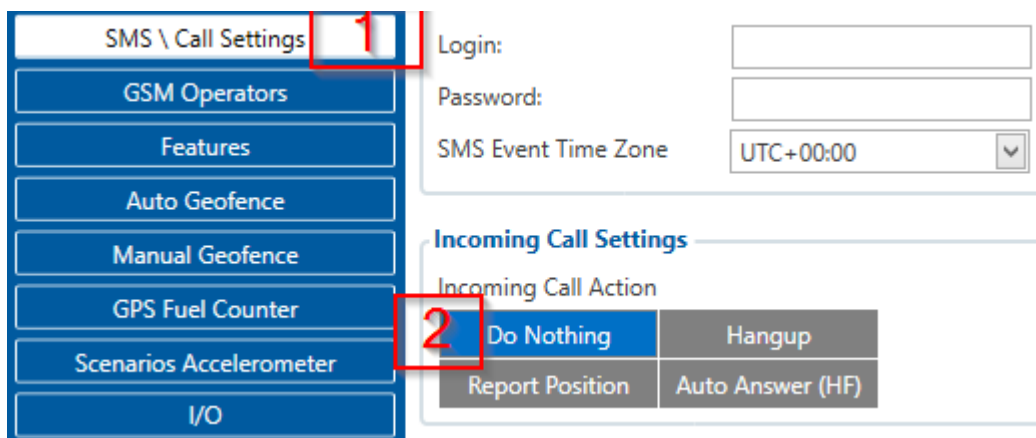 SMS \ Call Settings
1
GSM Operators
Features
Auto Geofence
Manual Geofence
GPS Fuel Counter
Scenarios Accelerometer
I/O
Login:
Password:
SMS Event Time Zone UTC+00:00
Incoming Call Settings
Incoming Call Action
2
Do Nothing Hangup
Report Position Auto Answer (HF)